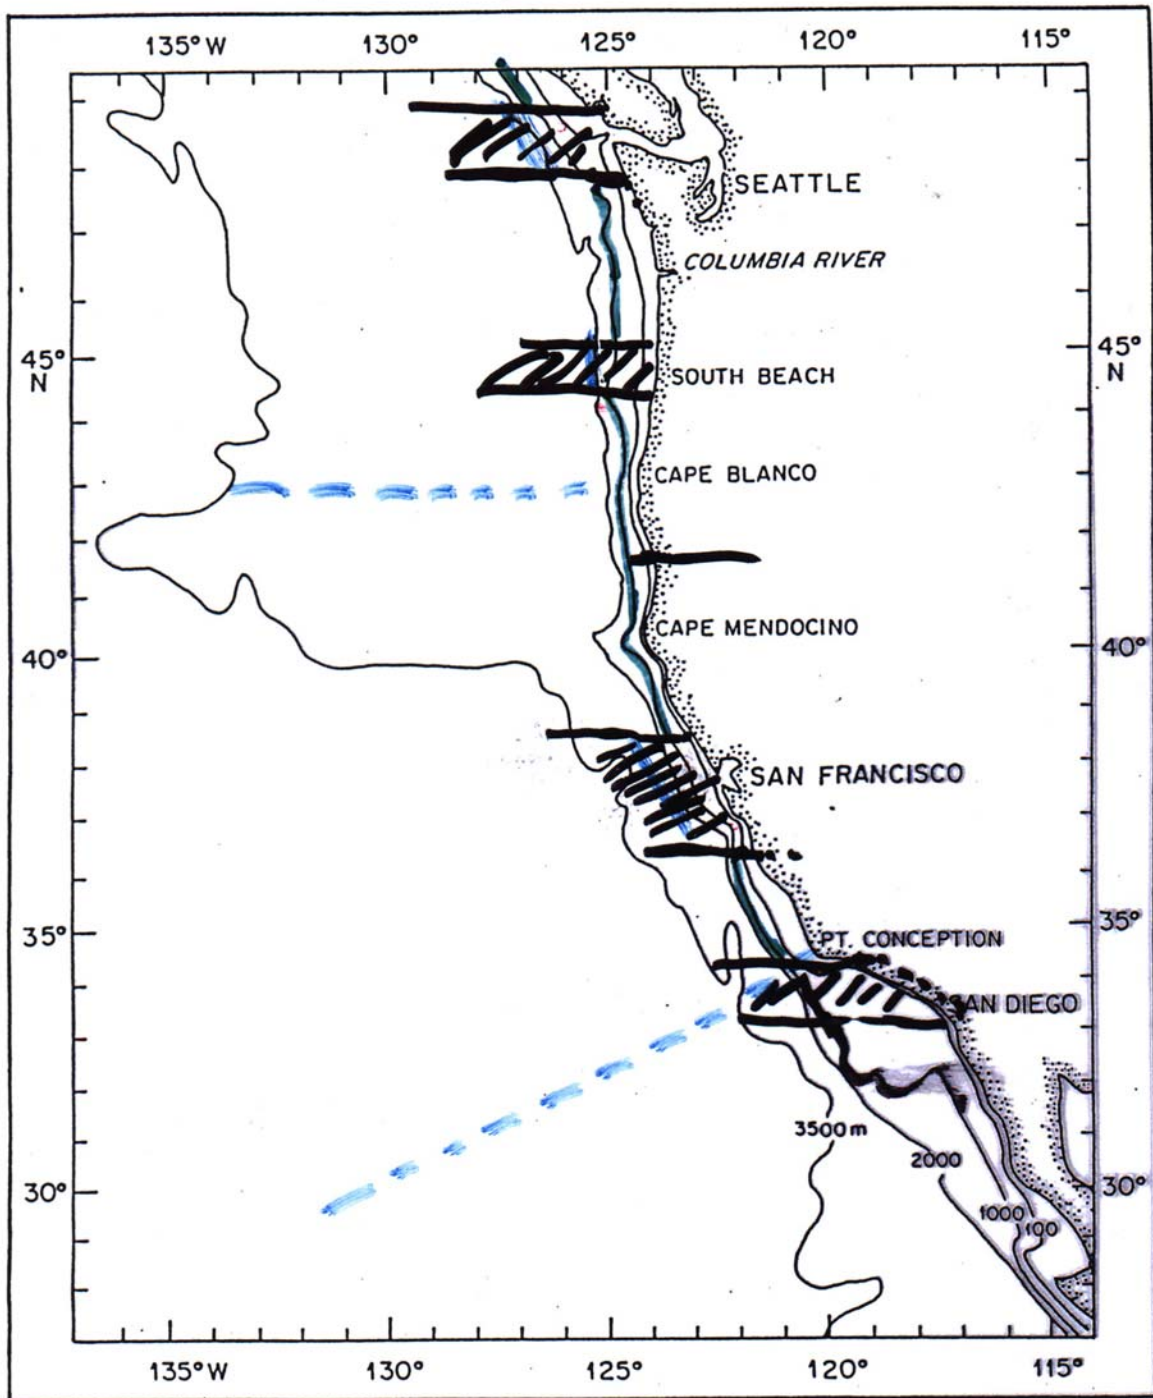 135°W 130° 125° 120° 115°
SEATTLE
COLUMBIA RIVER
45° 45°
N N
SOUTH BEACH
CAPE BLANCO
CAPE MENDOCINO
40° 40°
SAN FRANCISCO
35° 35°
PT. CONCEPTION
SAN DIEGO
3500m
2000
30° 30°
1000 100
135°W 130° 125° 120° 115°